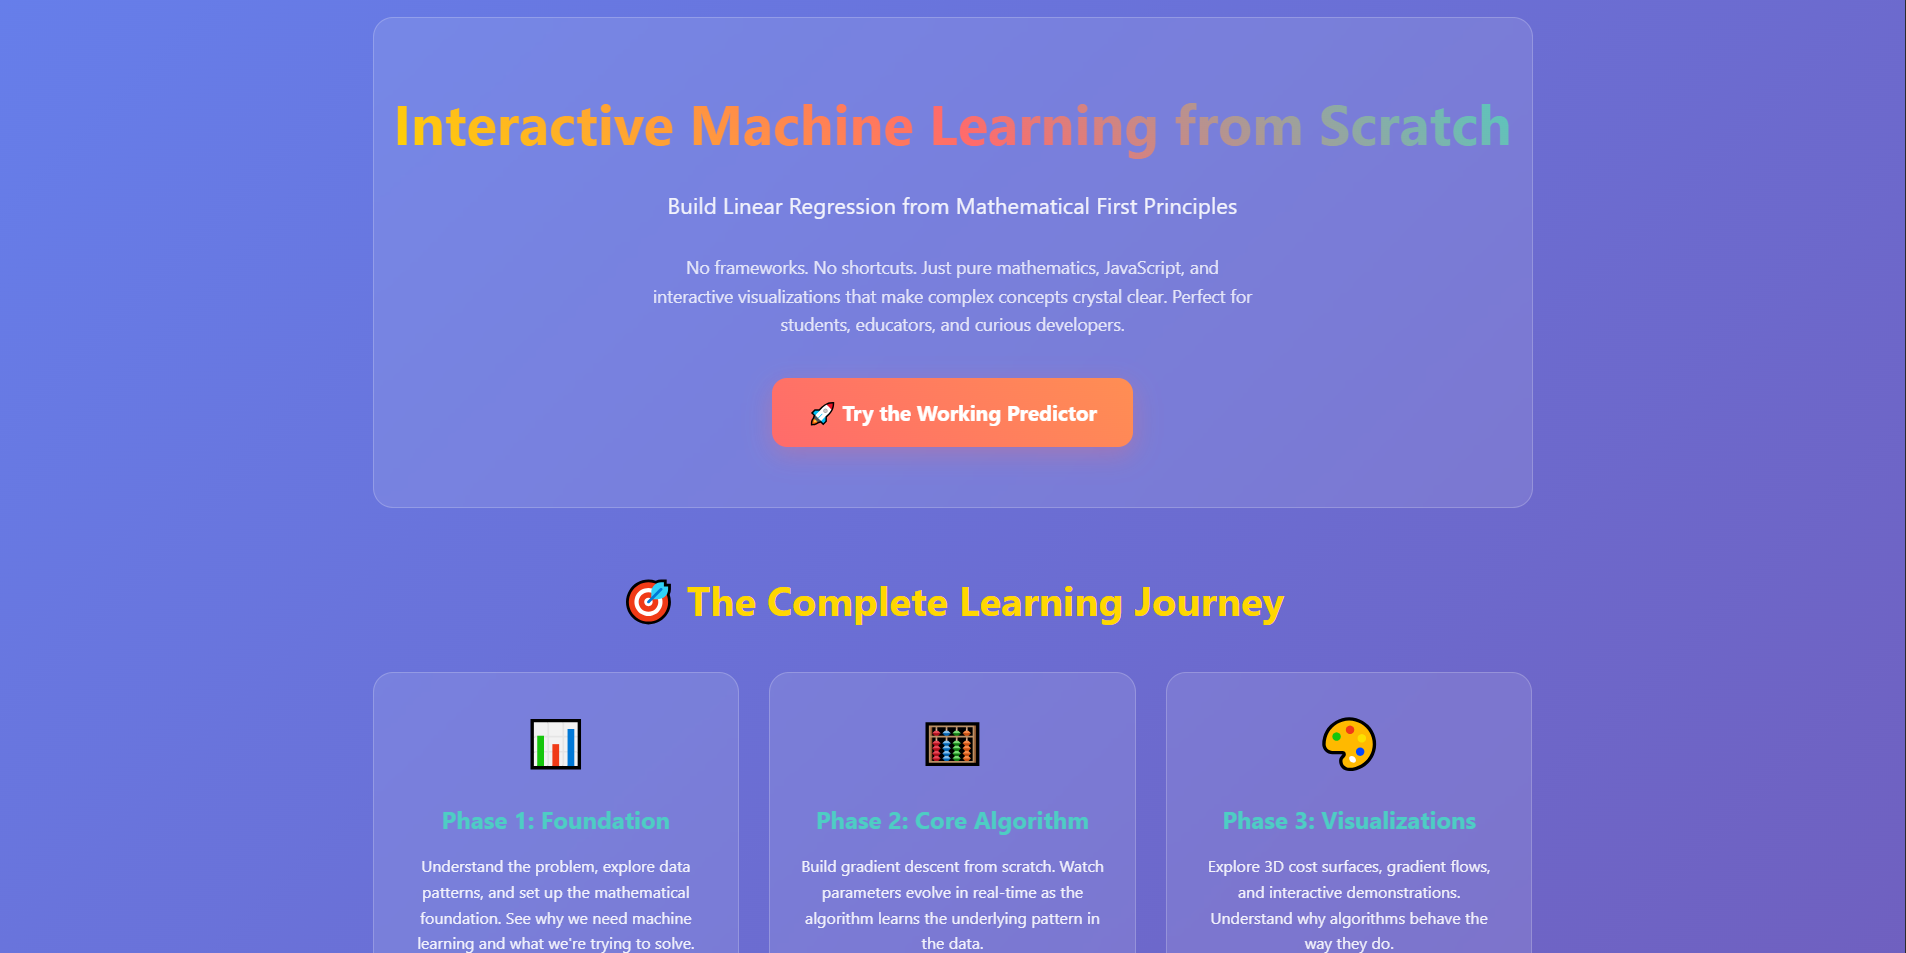 Interactive Machine Learning from Scratch
Build Linear Regression from Mathematical First Principles
No frameworks. No shortcuts. Just pure mathematics, JavaScript, and
interactive visualizations that make complex concepts crystal clear. Perfect for
students, educators, and curious developers.
🚀 Try the Working Predictor
🎯 The Complete Learning Journey
Phase 1: Foundation
Understand the problem, explore data
patterns, and set up the mathematical
foundation. See why we need machine
learning and what we're trying to solve.
Phase 2: Core Algorithm
Build gradient descent from scratch. Watch
parameters evolve in real-time as the
algorithm learns the underlying pattern in
the data.
Phase 3: Visualizations
Explore 3D cost surfaces, gradient flows,
and interactive demonstrations.
Understand why algorithms behave the
way they do.